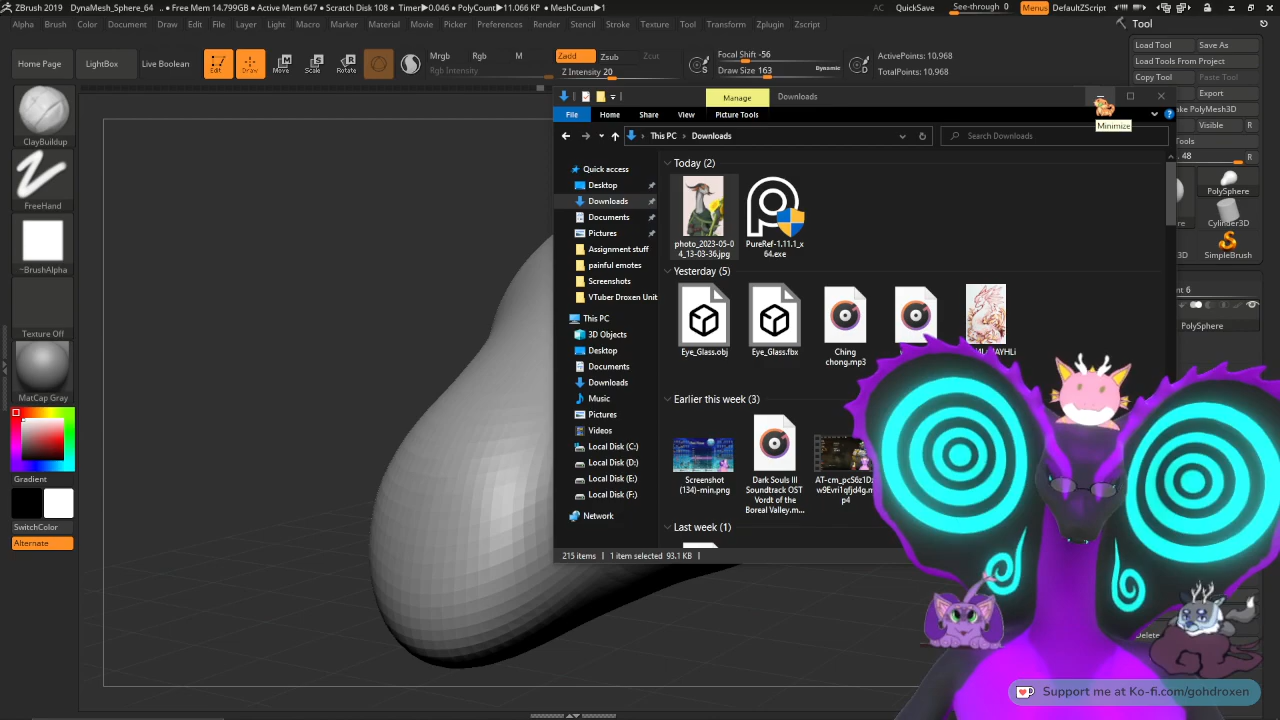 ZBrush 2019 DynaMesh_Sphere_64 .. • Free Mem 14.799GB • Active Mem 647 • Scratch Disk 108 • Timer▶0.046 • PolyCount▶11.066 KP • MeshCount▶1 AC QuickSave See-through 0 Menus DefaultZScript
Alpha Brush Color Document Draw Edit File Layer Light Macro Marker Material Movie Picker Preferences Render Stencil Stroke Texture Tool Transform Zplugin Zscript
Tool
Load Tool Save As
Load Tools From Project
Copy Tool Paste Tool
Export
PolyMesh3D
Visible R
Tools
48 R
PolySphere
Cylinder3D
SimpleBrush
PolySphere
Home Page LightBox Live Boolean Edit Draw Move Scale Rotate
Mrgb Rgb M
Rgb Intensity
Zadd Zsub Zcut
Z Intensity 20
Focal Shift -56
Draw Size 163 Dynamic
S D
ActivePoints: 10,968
TotalPoints: 10,968
ClayBuildup
FreeHand
~BrushAlpha
Texture Off
MatCap Gray
Gradient
SwitchColor
Alternate
Manage Downloads
Minimize
File Home Share View Picture Tools
This PC Downloads
Search Downloads
Quick access
Desktop
Downloads
Documents
Pictures
Assignment stuff
painful emotes
Screenshots
VTuber Droxen Unit
This PC
3D Objects
Desktop
Documents
Downloads
Music
Pictures
Videos
Local Disk (C:)
Local Disk (D:)
Local Disk (E:)
Local Disk (F:)
Network
Today (2)
photo_2023-05-0
4_13-03-36.jpg
PureRef-1.11.1_x
64.exe
Yesterday (5)
Eye_Glass.obj
Eye_Glass.fbx
Ching
chong.mp3
Earlier this week (3)
Screenshot
(134)-min.png
Dark Souls III
Soundtrack OST
Vordt of the
Boreal Valley.m...
Last week (1)
215 items 1 item selected 93.1 KB
Support me at Ko-fi.com/gohdroxen